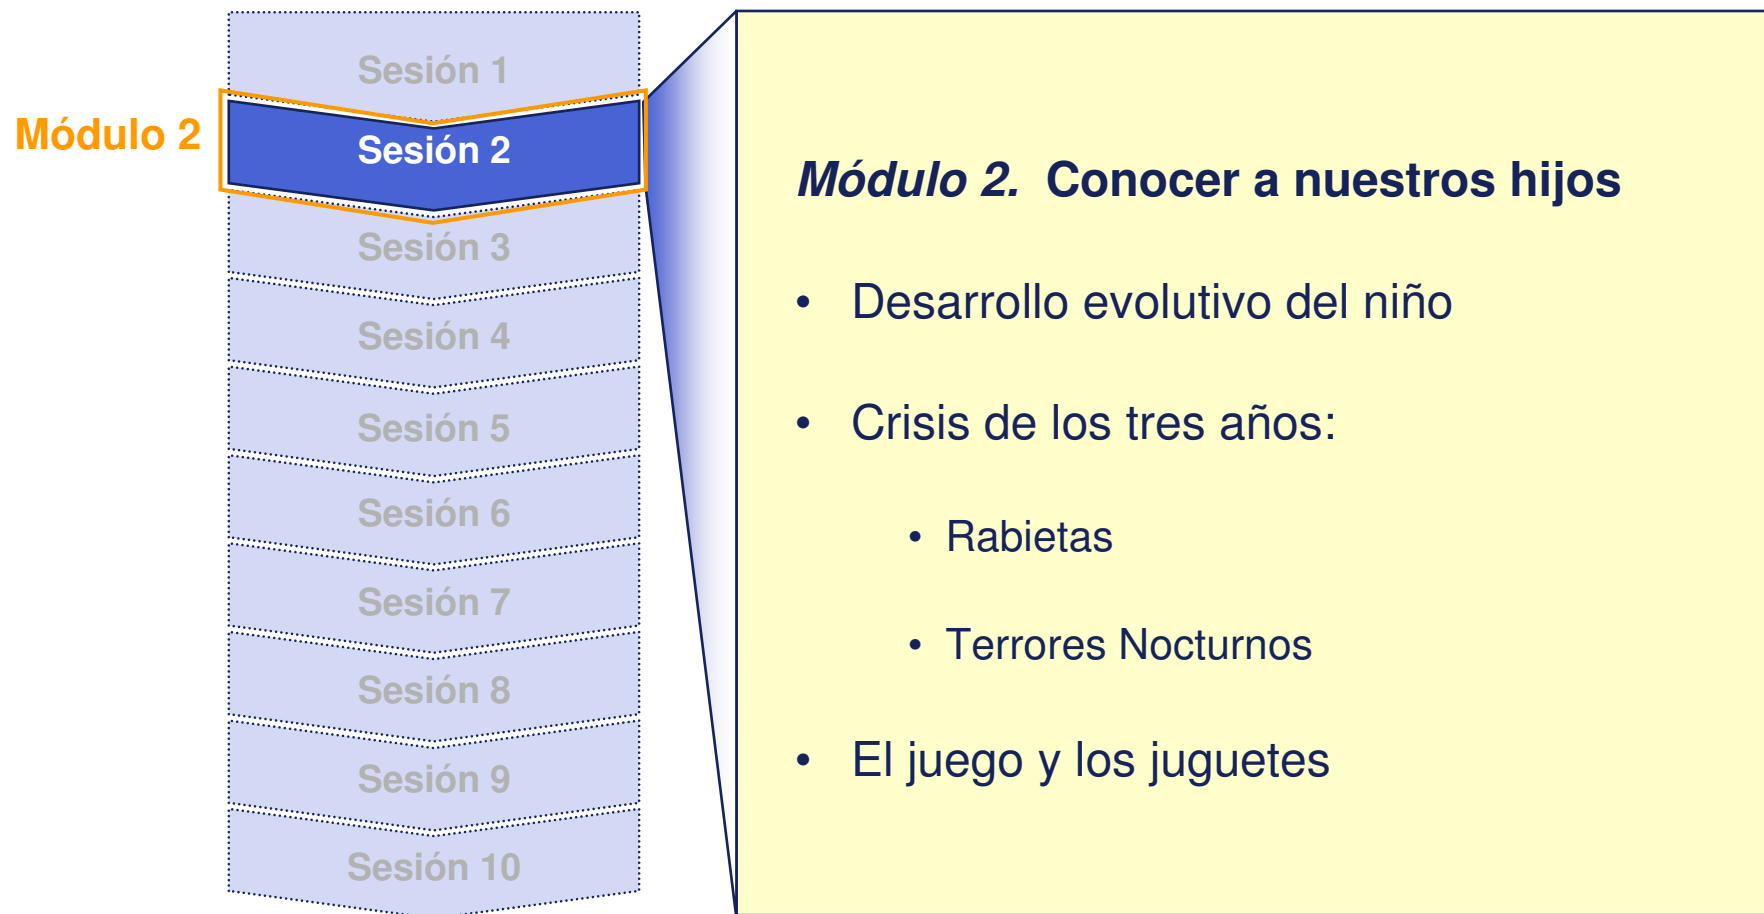 Módulo 2
Sesión 1
Sesión 2
Sesión 3
Sesión 4
Sesión 5
Sesión 6
Sesión 7
Sesión 8
Sesión 9
Sesión 10
Módulo 2. Conocer a nuestros hijos
• Desarrollo evolutivo del niño
• Crisis de los tres años:
• Rabietas
• Terrores Nocturnos
• El juego y los juguetes